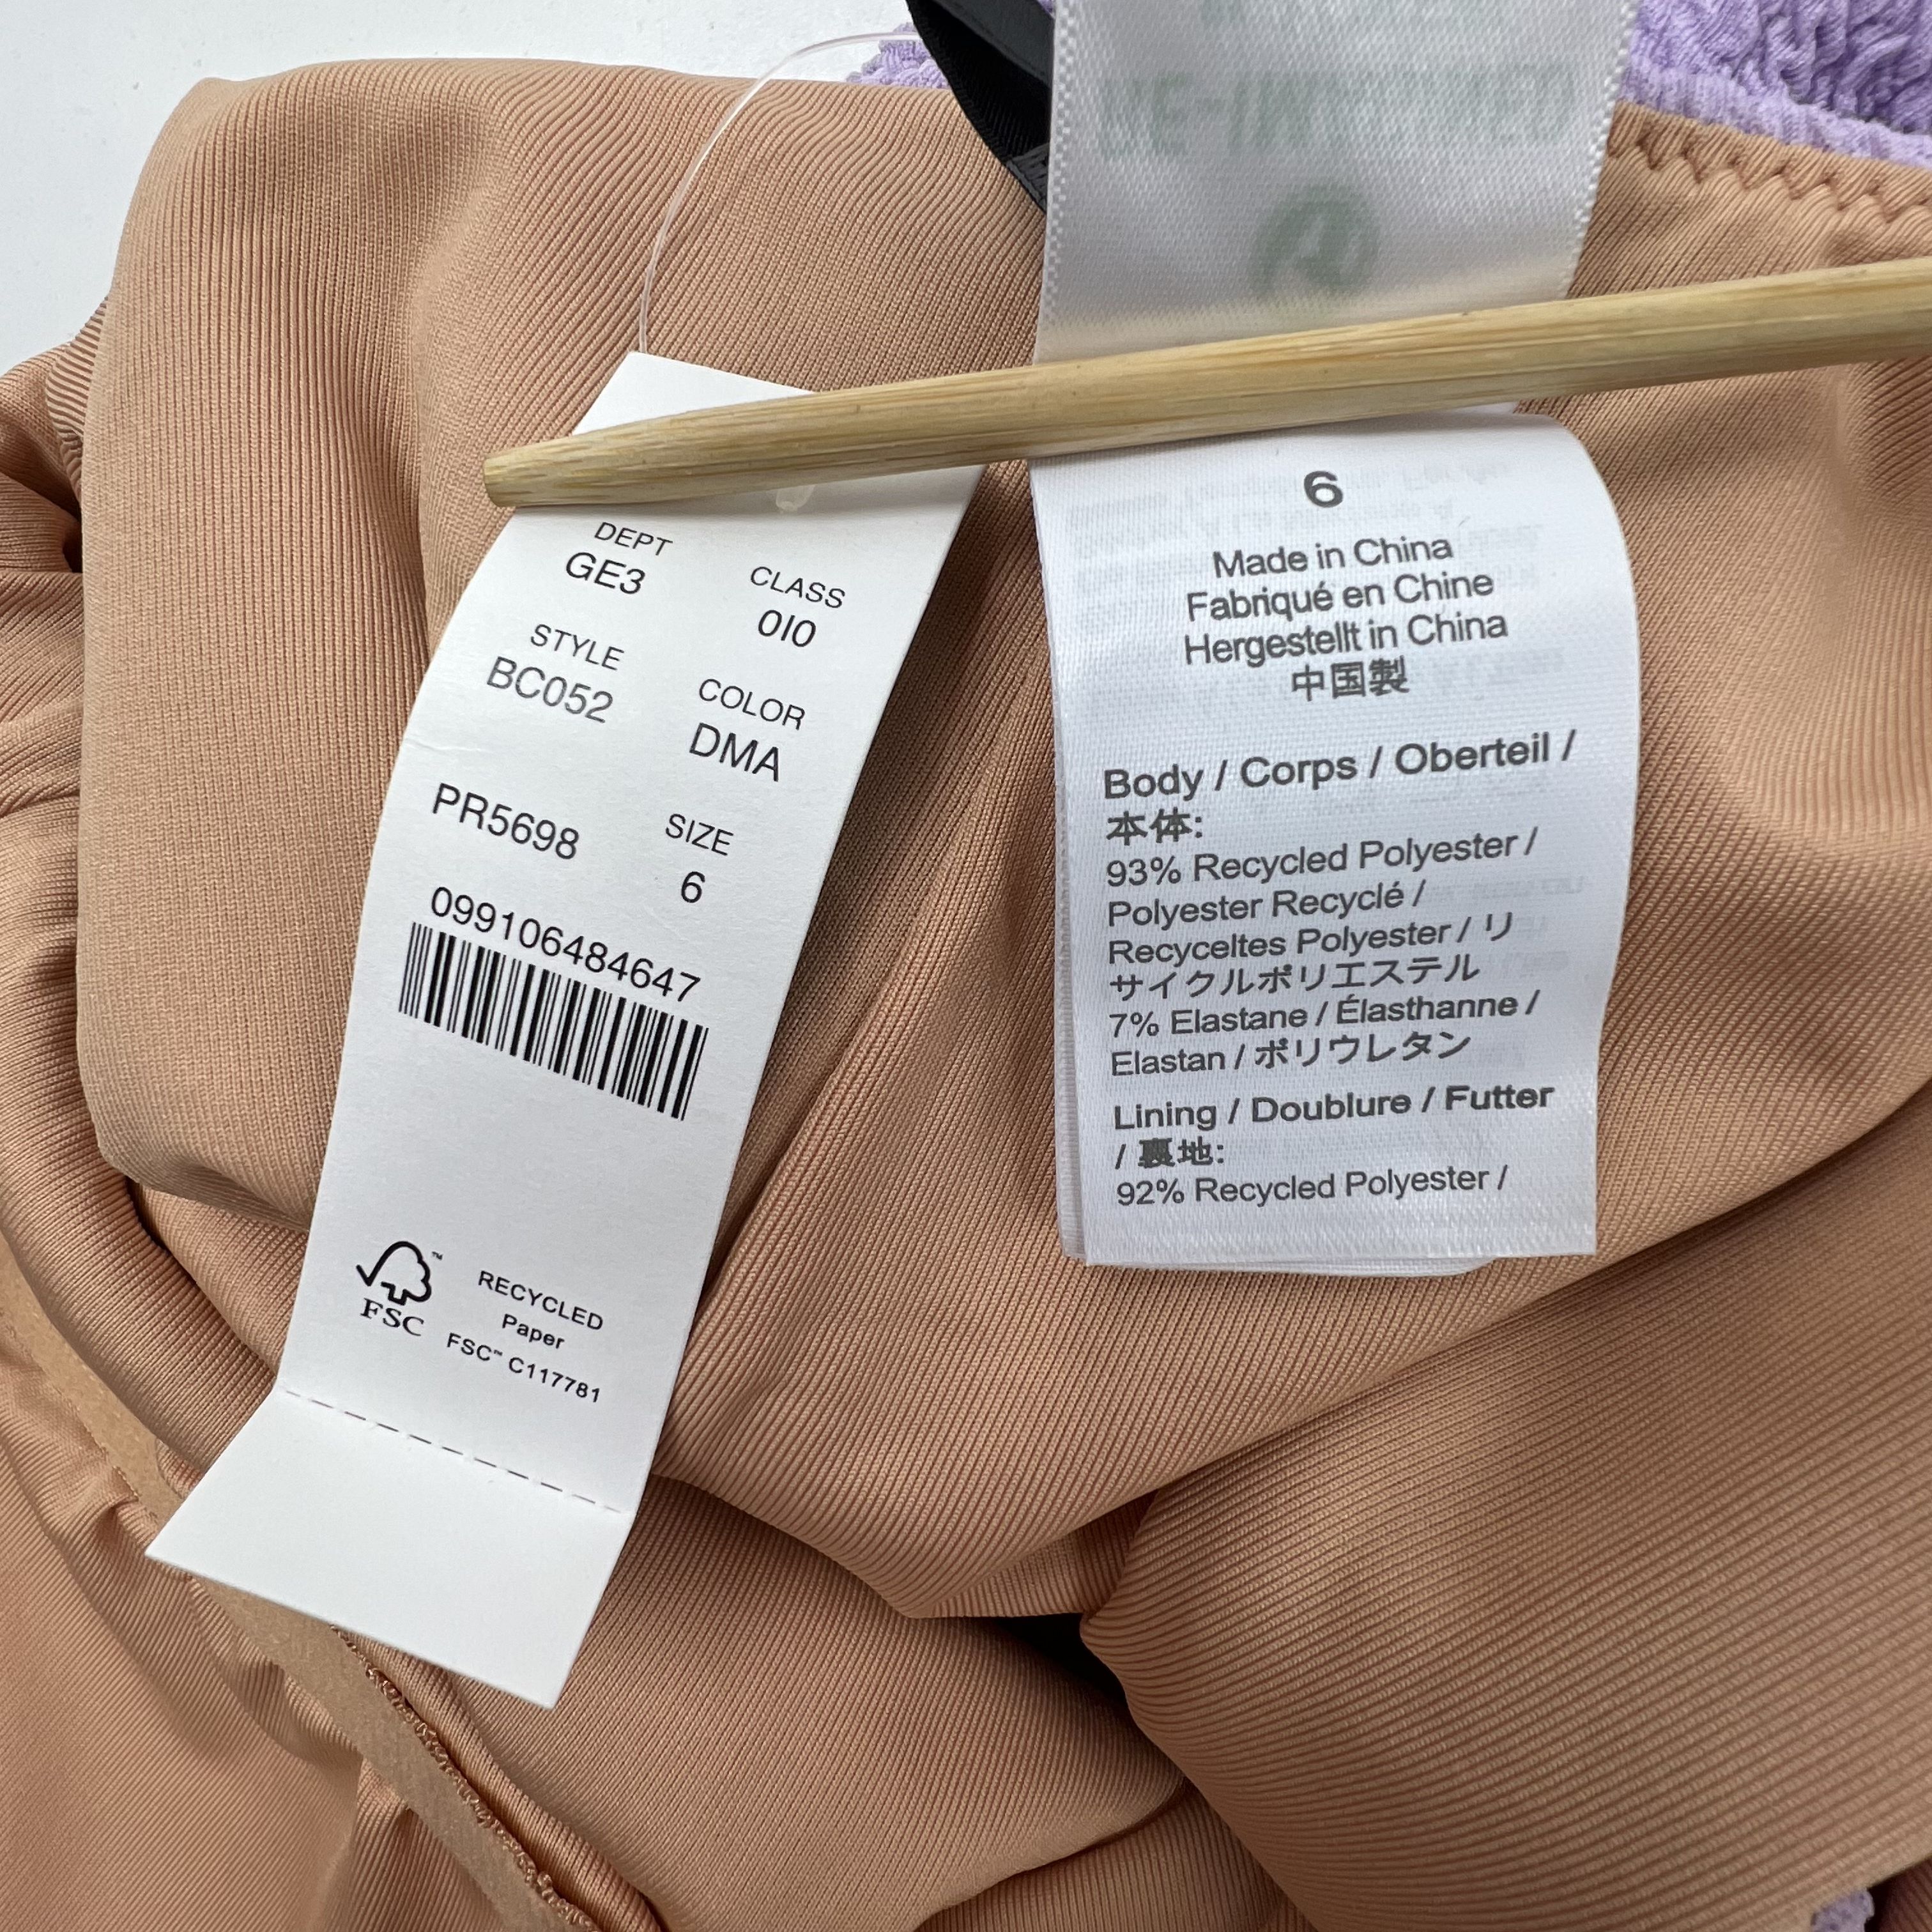 DEPT
GE3
CLASS
0I0
STYLE
BC052
COLOR
DMA
PR5698
SIZE
6
099106484647
FSC
RECYCLED
Paper
FSC™ C117781
6
Made in China
Fabriqué en Chine
Hergestellt in China
中国製
Body / Corps / Oberteil /
本体:
93% Recycled Polyester /
Polyester Recyclé /
Recyceltes Polyester / リ
サイクルポリエステル
7% Elastane / Élasthanne /
Elastan / ポリウレタン
Lining / Doublure / Futter
/ 裏地:
92% Recycled Polyester /